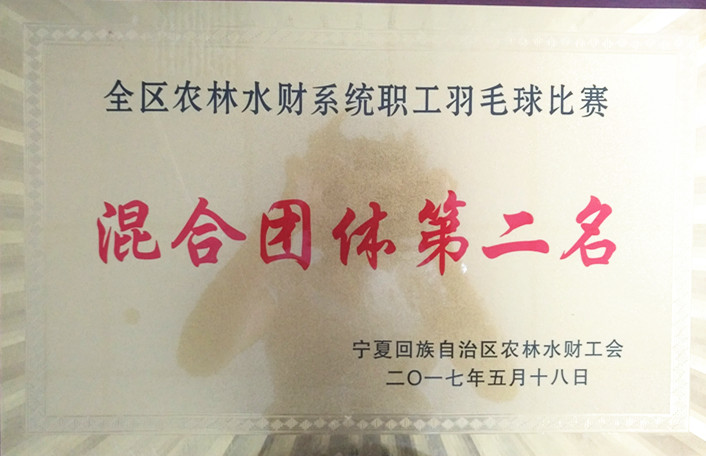 全区农林水财系统职工羽毛球比赛
混合团体第二名
宁夏回族自治区农林水财工会
二〇一七年五月十八日